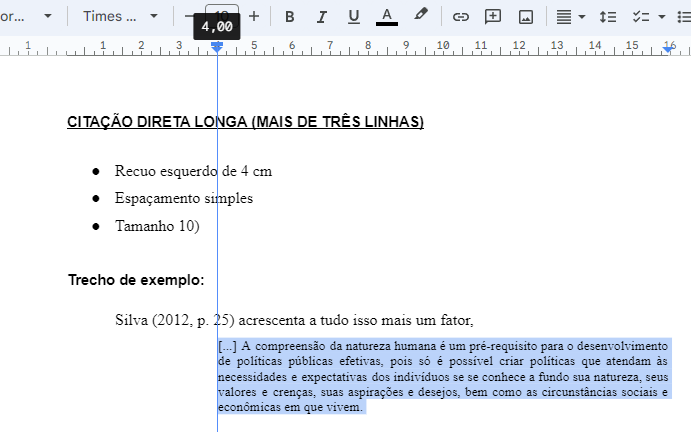 or...
Times ...
10
B
I
U
A
4,00
1 1 2 3 4 5 6 7 8 9 10 11 12 13 14 15 16
CITAÇÃO DIRETA LONGA (MAIS DE TRÊS LINHAS)
● Recuo esquerdo de 4 cm
● Espaçamento simples
● Tamanho 10)
Trecho de exemplo:
Silva (2012, p. 25) acrescenta a tudo isso mais um fator,
[...] A compreensão da natureza humana é um pré-requisito para o desenvolvimento
de políticas públicas efetivas, pois só é possível criar políticas que atendam às
necessidades e expectativas dos indivíduos se se conhece a fundo sua natureza, seus
valores e crenças, suas aspirações e desejos, bem como as circunstâncias sociais e
econômicas em que vivem.